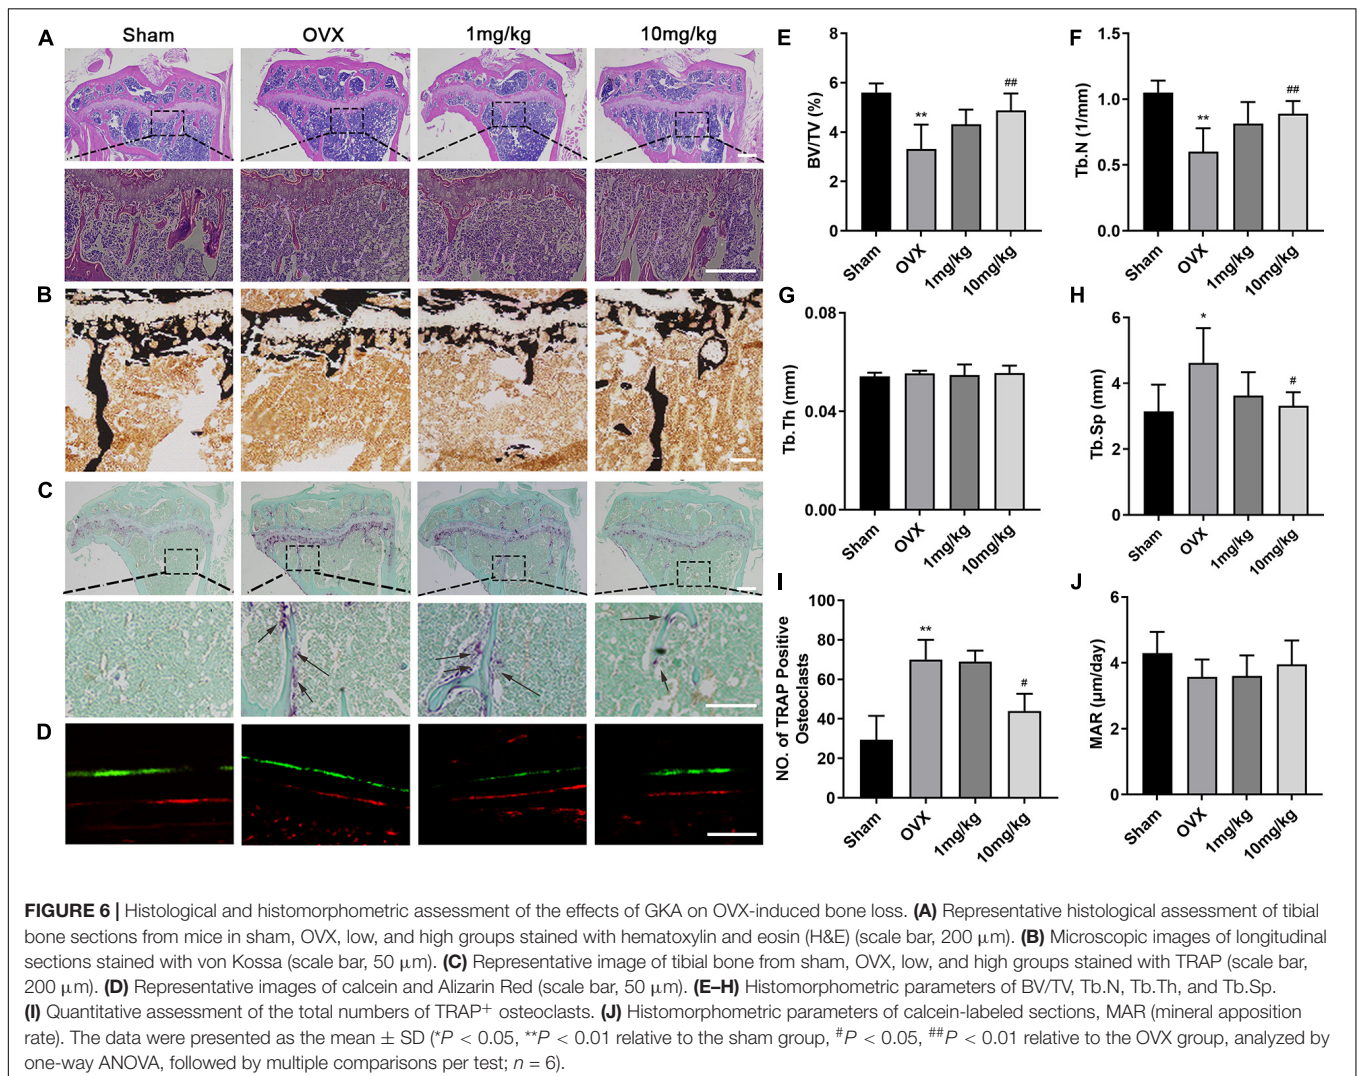 A
Sham
OVX
1mg/kg
10mg/kg
B
C
D
E
BV/TV (%)
8
6
4
2
0
**
##
Sham
OVX
1mg/kg
10mg/kg
F
Tb.N (1/mm)
1.5
1.0
0.5
0.0
**
##
Sham
OVX
1mg/kg
10mg/kg
G
Tb.Th (mm)
0.08
0.04
0.00
Sham
OVX
1mg/kg
10mg/kg
H
Tb.Sp (mm)
6
4
2
0
*
#
Sham
OVX
1mg/kg
10mg/kg
I
NO. of TRAP Positive
Osteoclasts
100
80
60
40
20
0
**
#
Sham
OVX
1mg/kg
10mg/kg
J
MAR (μm/day)
6
4
2
0
Sham
OVX
1mg/kg
10mg/kg
FIGURE 6 | Histological and histomorphometric assessment of the effects of GKA on OVX-induced bone loss. (A) Representative histological assessment of tibial
bone sections from mice in sham, OVX, low, and high groups stained with hematoxylin and eosin (H&E) (scale bar, 200 μm). (B) Microscopic images of longitudinal
sections stained with von Kossa (scale bar, 50 μm). (C) Representative image of tibial bone from sham, OVX, low, and high groups stained with TRAP (scale bar,
200 μm). (D) Representative images of calcein and Alizarin Red (scale bar, 50 μm). (E–H) Histomorphometric parameters of BV/TV, Tb.N, Tb.Th, and Tb.Sp.
(I) Quantitative assessment of the total numbers of TRAP+ osteoclasts. (J) Histomorphometric parameters of calcein-labeled sections, MAR (mineral apposition
rate). The data were presented as the mean ± SD (*P < 0.05, **P < 0.01 relative to the sham group, #P < 0.05, ##P < 0.01 relative to the OVX group, analyzed by
one-way ANOVA, followed by multiple comparisons per test; n = 6).